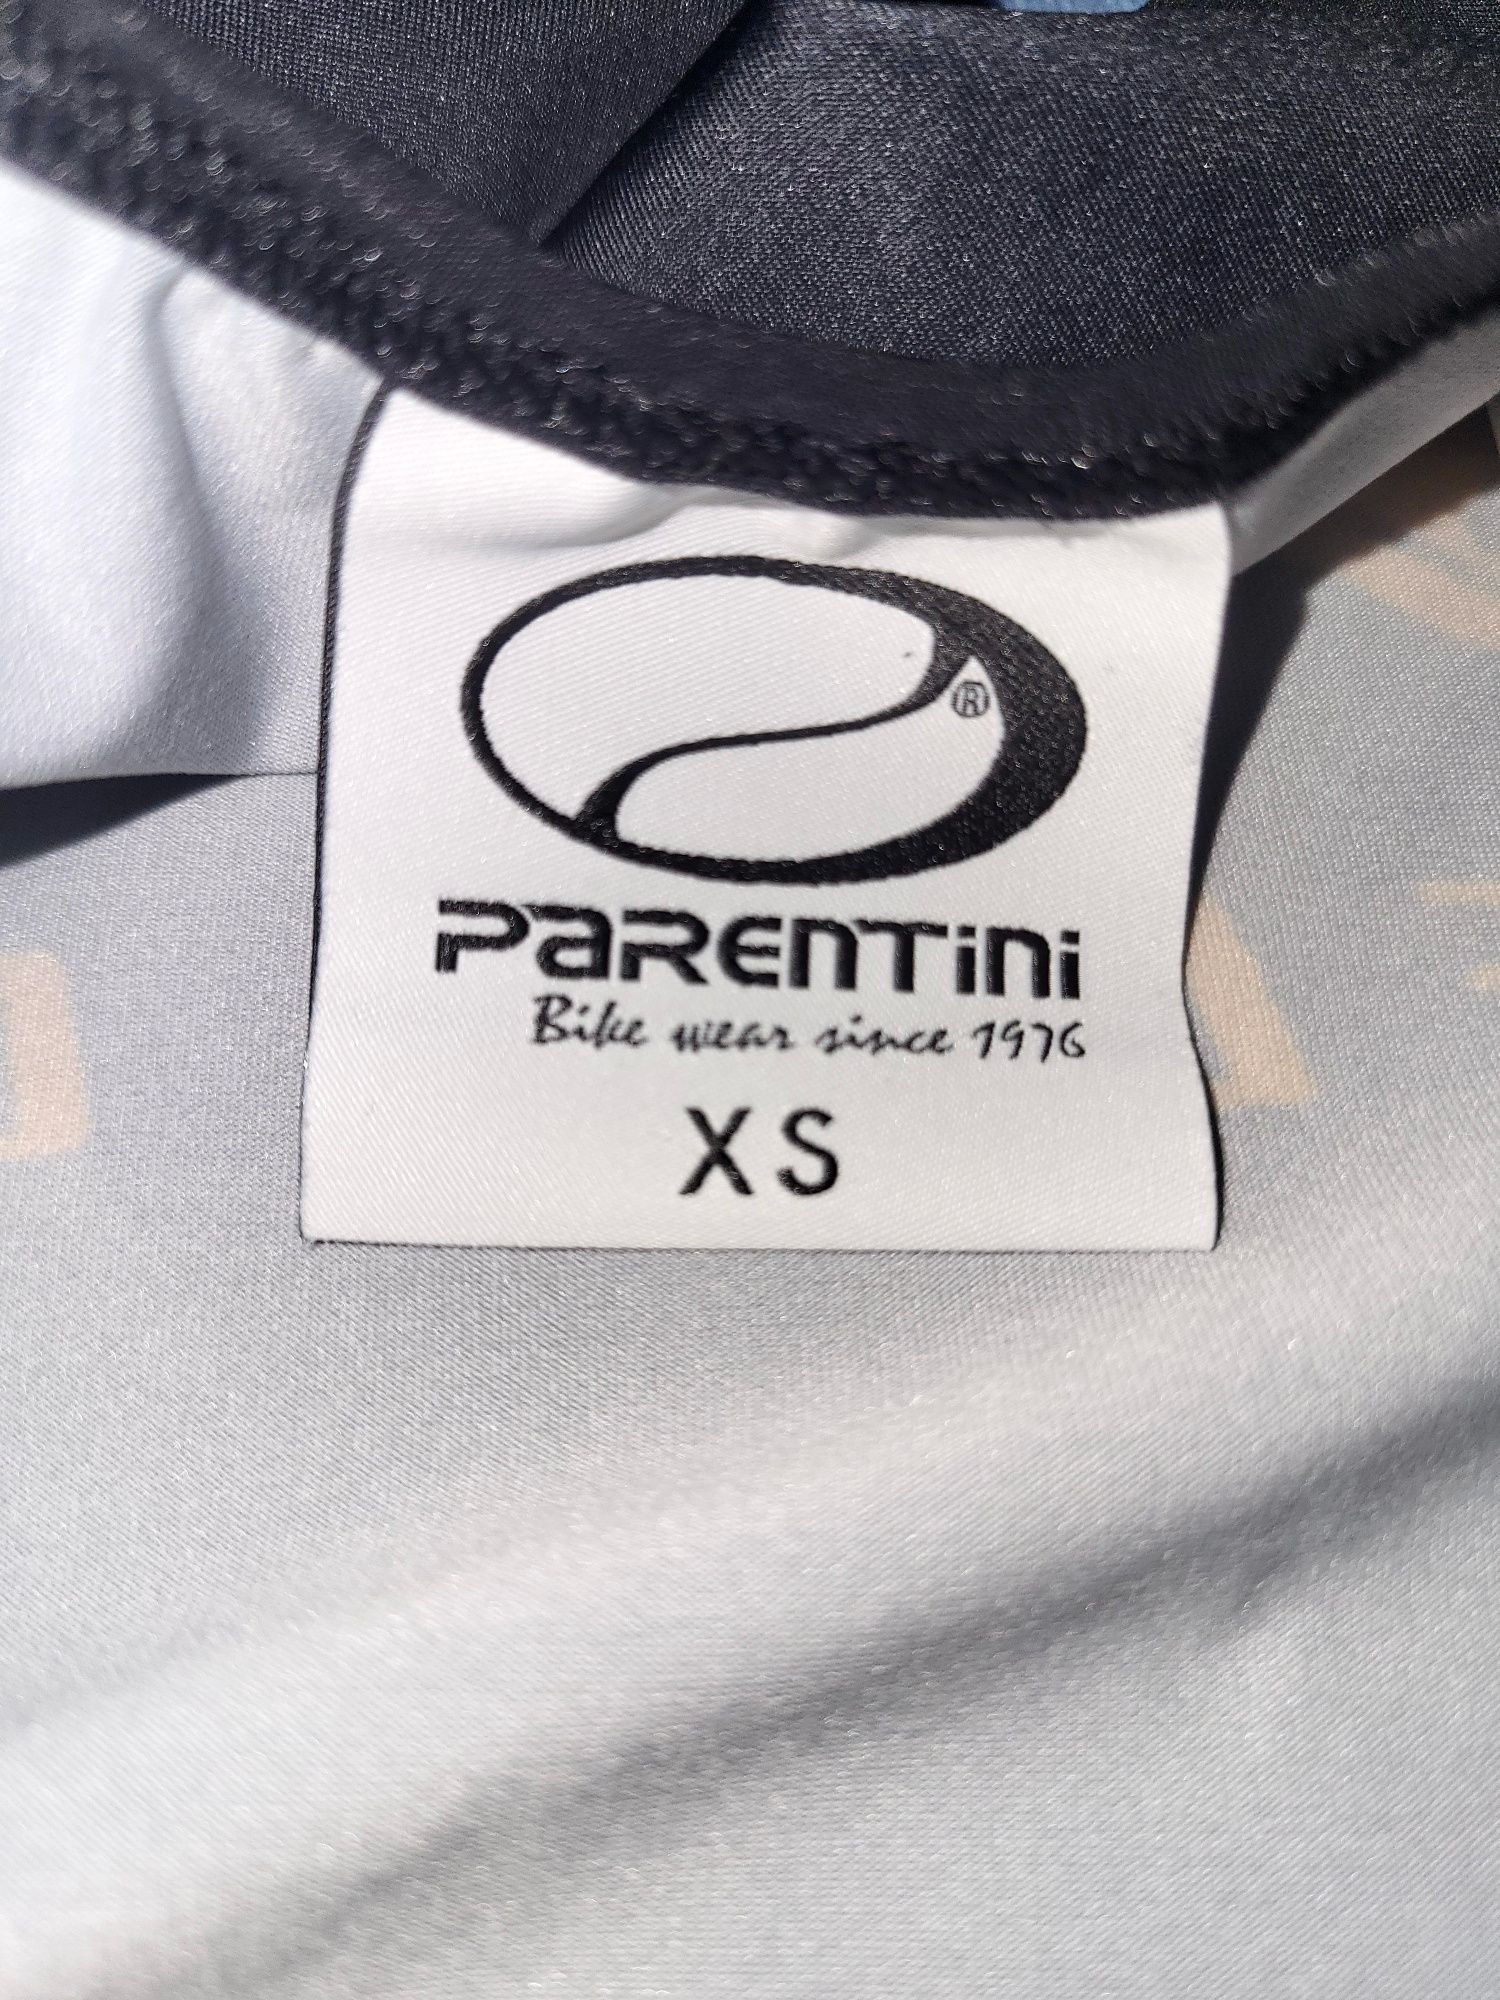 ®
PARENTINI
Bike wear since 1976
XS